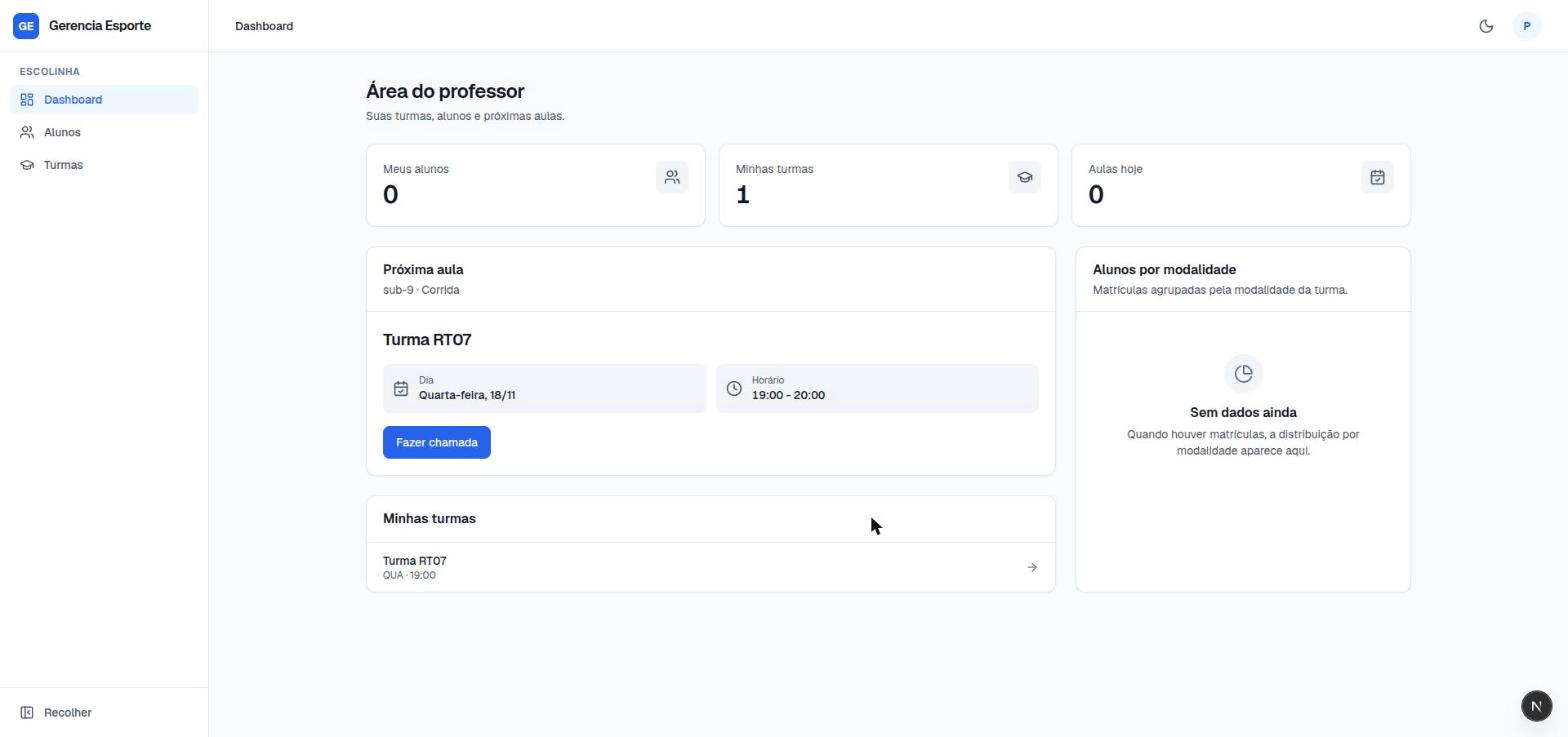 GE
Gerencia Esporte
Dashboard
P
ESCOLINHA
Dashboard
Alunos
Turmas
Área do professor
Suas turmas, alunos e próximas aulas.
Meus alunos
0
Minhas turmas
1
Aulas hoje
0
Próxima aula
sub-9 · Corrida
Turma RT07
Dia
Quarta-feira, 18/11
Horário
19:00 - 20:00
Fazer chamada
Alunos por modalidade
Matrículas agrupadas pela modalidade da turma.
Sem dados ainda
Quando houver matrículas, a distribuição por
modalidade aparece aqui.
Minhas turmas
Turma RT07
QUA · 19:00
Recolher
N